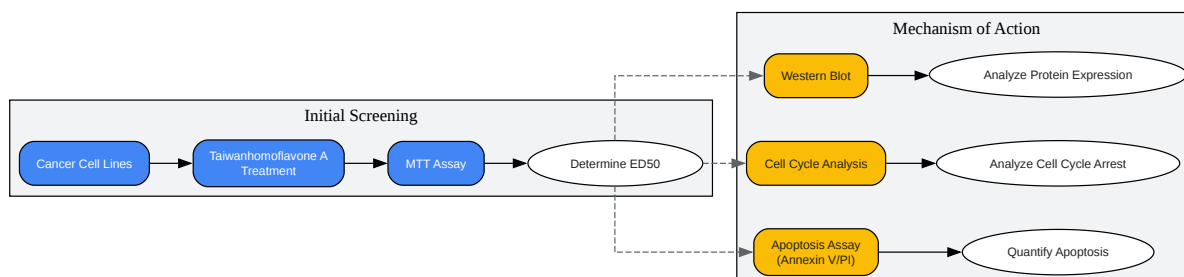 Initial Screening
Cancer Cell Lines
Taiwanhomoflavone A
Treatment
MTT Assay
Determine ED50
Mechanism of Action
Western Blot
Analyze Protein Expression
Cell Cycle Analysis
Analyze Cell Cycle Arrest
Apoptosis Assay
(Annexin V/PI)
Quantify Apoptosis